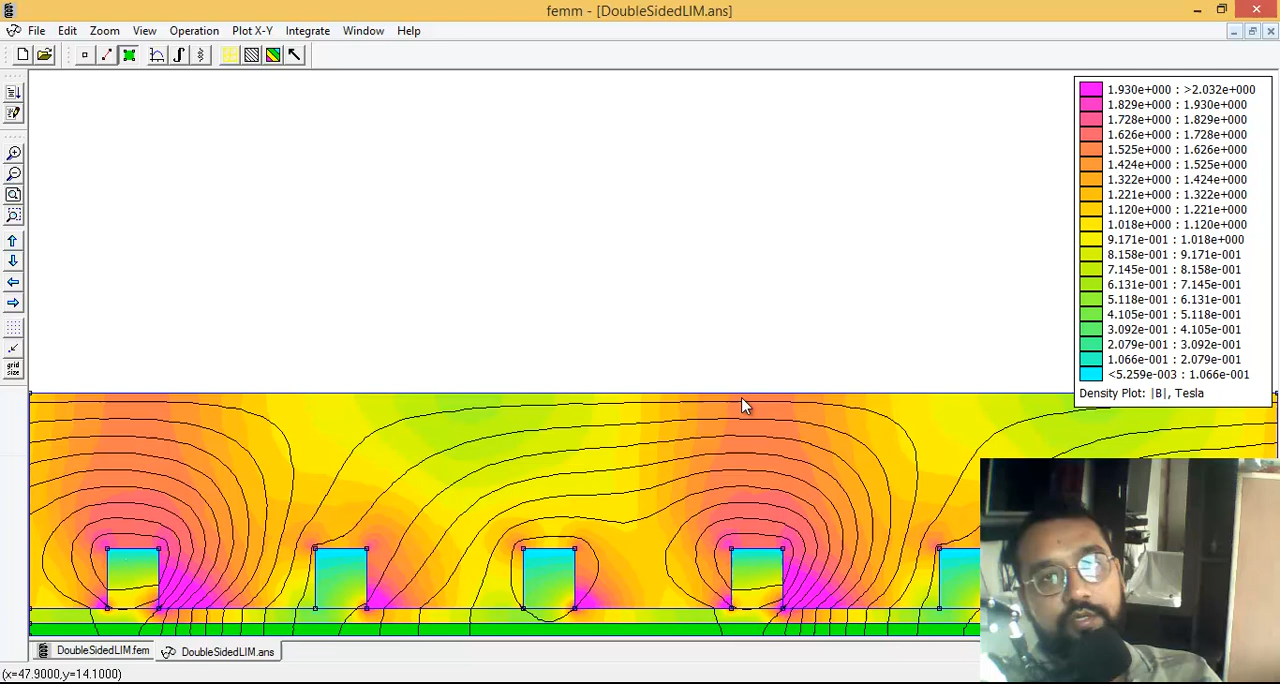 femm - [DoubleSidedLIM.ans]
File Edit Zoom View Operation Plot X-Y Integrate Window Help
grid
size
1.930e+000 : >2.032e+000
1.829e+000 : 1.930e+000
1.728e+000 : 1.829e+000
1.626e+000 : 1.728e+000
1.525e+000 : 1.626e+000
1.424e+000 : 1.525e+000
1.322e+000 : 1.424e+000
1.221e+000 : 1.322e+000
1.120e+000 : 1.221e+000
1.018e+000 : 1.120e+000
9.171e-001 : 1.018e+000
8.158e-001 : 9.171e-001
7.145e-001 : 8.158e-001
6.131e-001 : 7.145e-001
5.118e-001 : 6.131e-001
4.105e-001 : 5.118e-001
3.092e-001 : 4.105e-001
2.079e-001 : 3.092e-001
1.066e-001 : 2.079e-001
<5.259e-003 : 1.066e-001
Density Plot: |B|, Tesla
DoubleSidedLIM.fem DoubleSidedLIM.ans
(x=47.9000,y=14.1000)